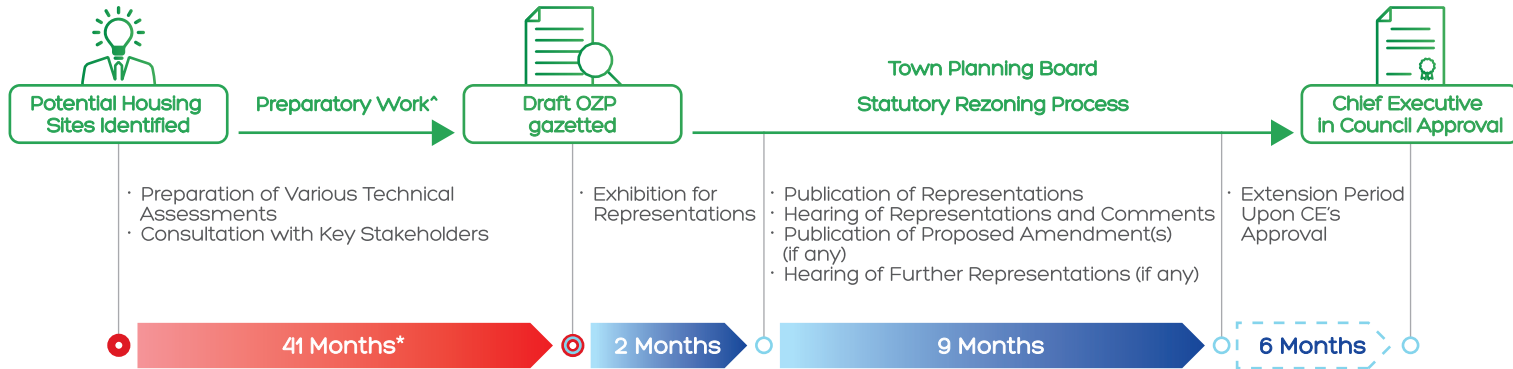 Potential Housing
Sites Identified
Preparatory Work^
Draft OZP
gazetted
Town Planning Board
Statutory Rezoning Process
Chief Executive
in Council Approval
· Preparation of Various Technical
Assessments
· Consultation with Key Stakeholders
· Exhibition for
Representations
· Publication of Representations
· Hearing of Representations and Comments
· Publication of Proposed Amendment(s)
(if any)
· Hearing of Further Representations (if any)
· Extension Period
Upon CE's
Approval
41 Months*
2 Months
9 Months
6 Months